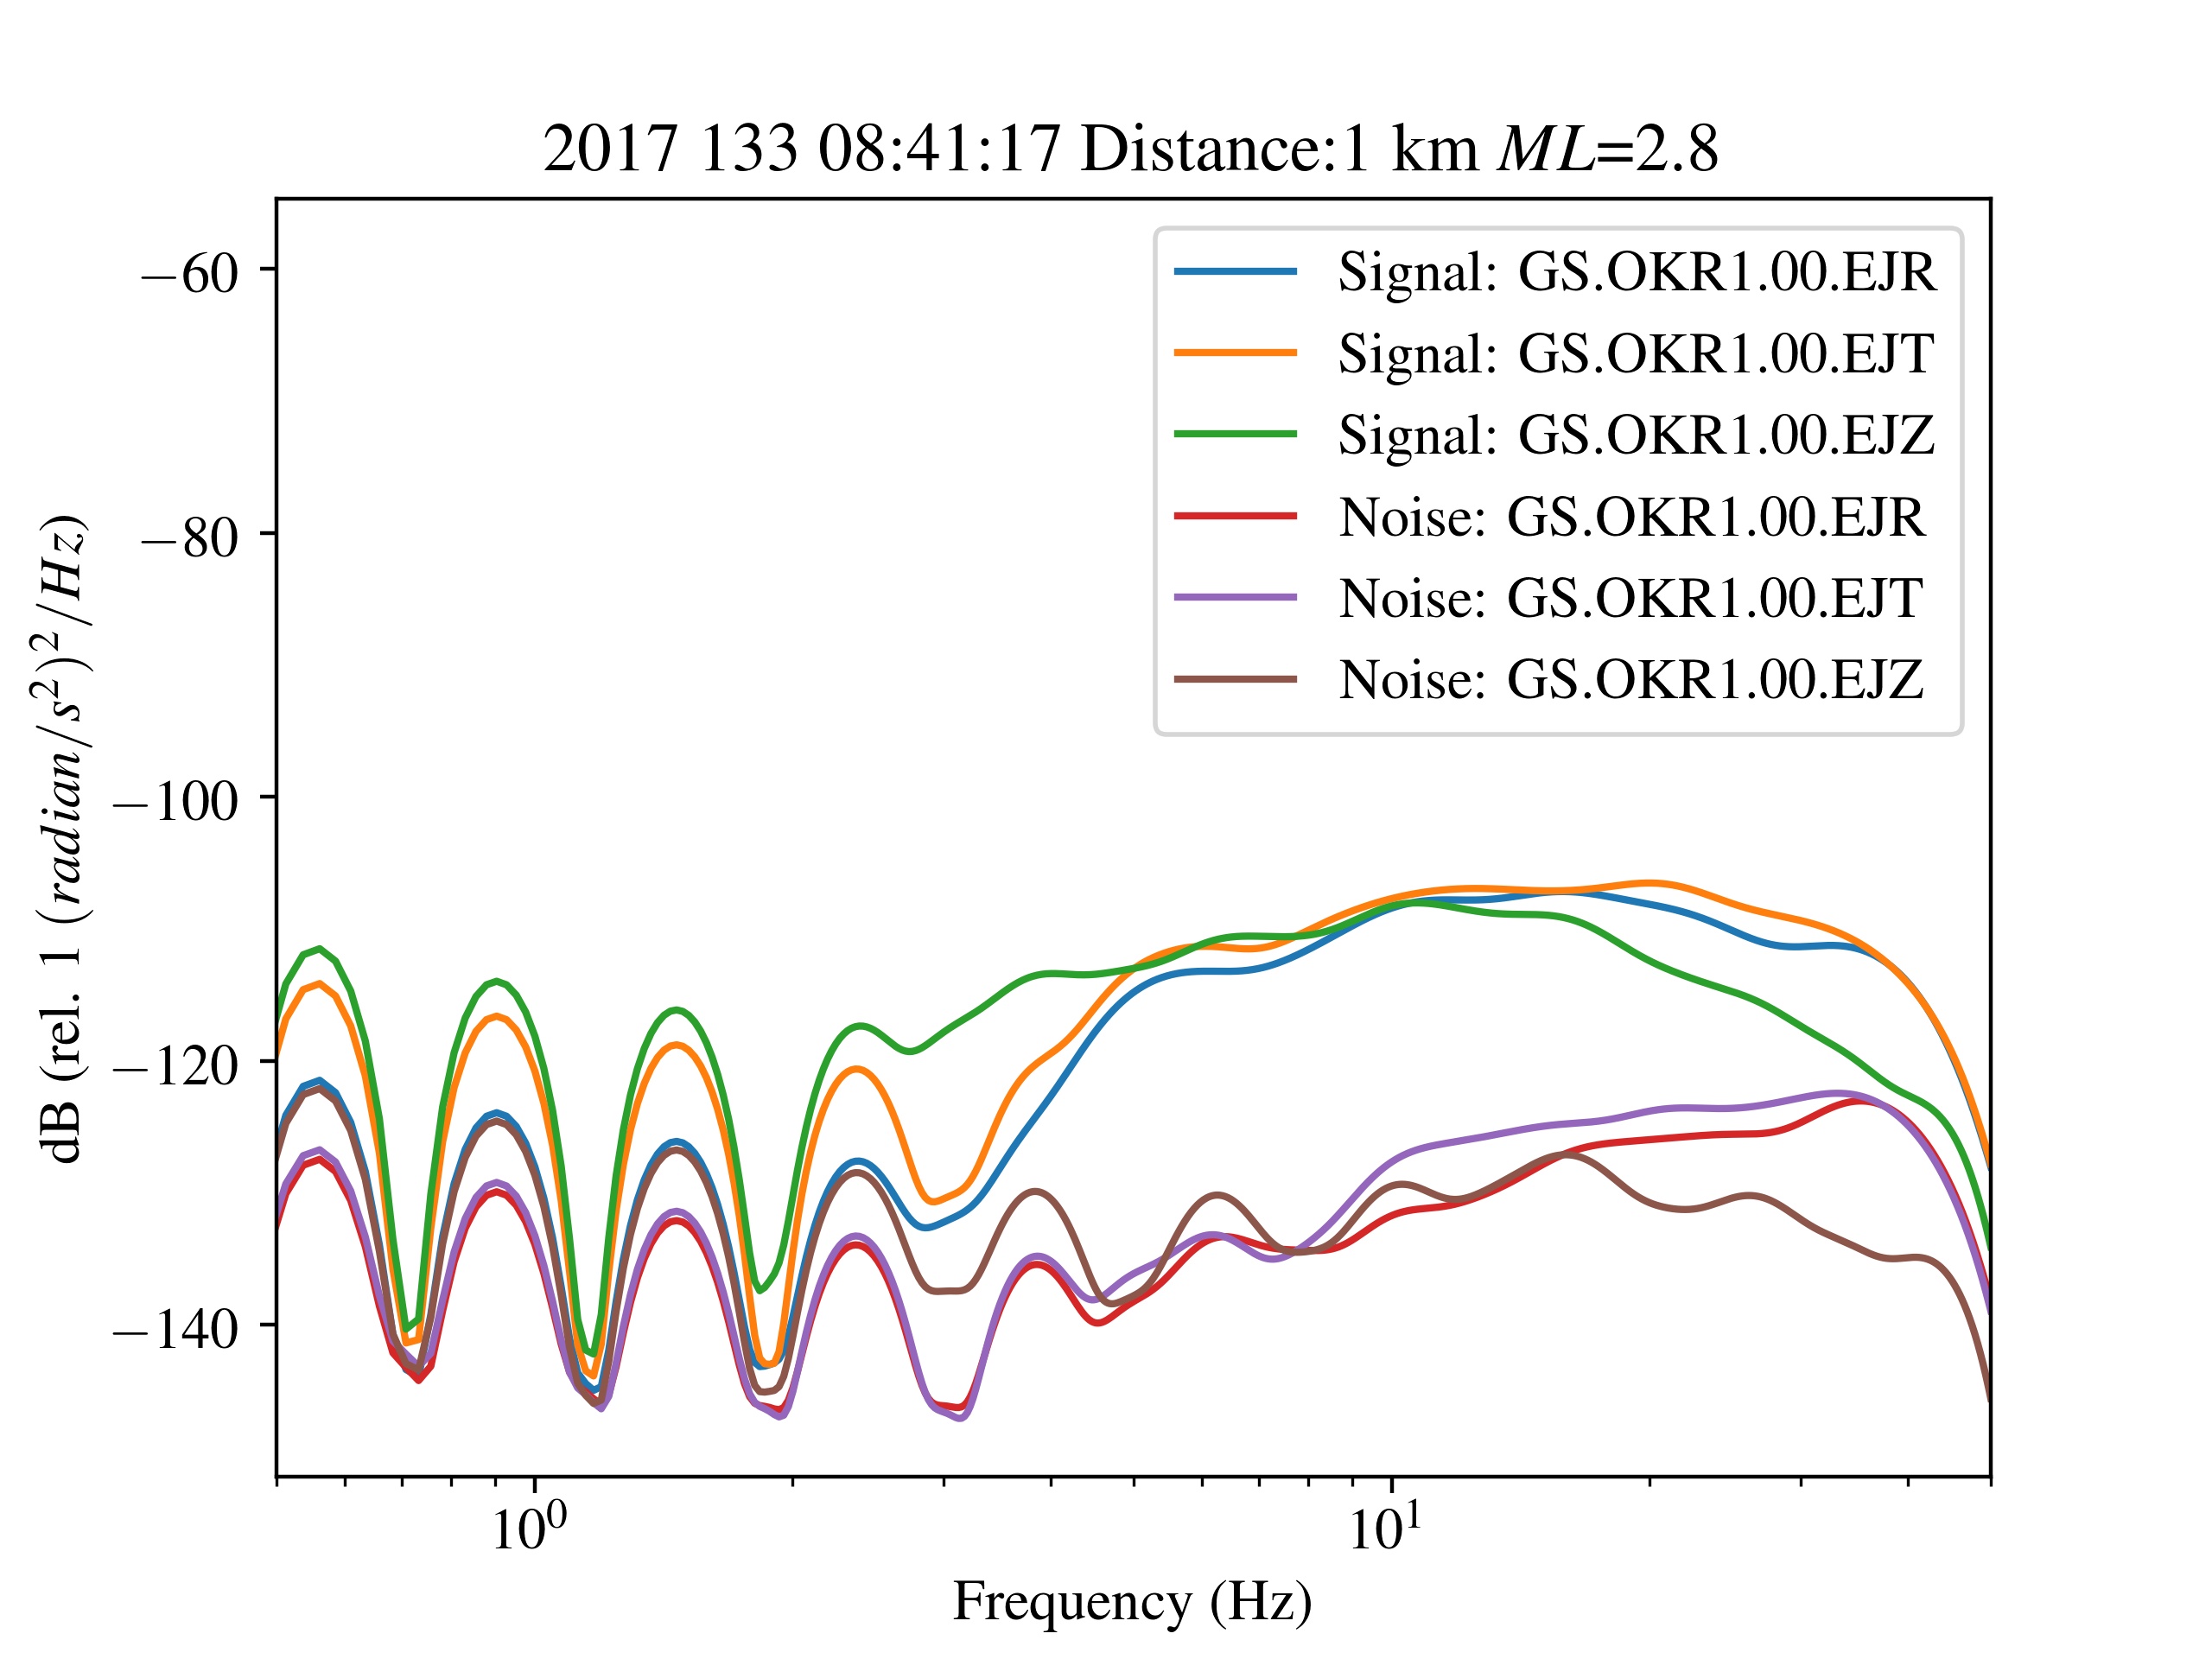 2017 133 08:41:17 Distance:1 km ML=2.8
Signal: GS.OKR1.00.EJR
Signal: GS.OKR1.00.EJT
Signal: GS.OKR1.00.EJZ
Noise: GS.OKR1.00.EJR
Noise: GS.OKR1.00.EJT
Noise: GS.OKR1.00.EJZ
dB (rel. 1 (radian/s²)²/Hz)
−60
−80
−100
−120
−140
10⁰
10¹
Frequency (Hz)